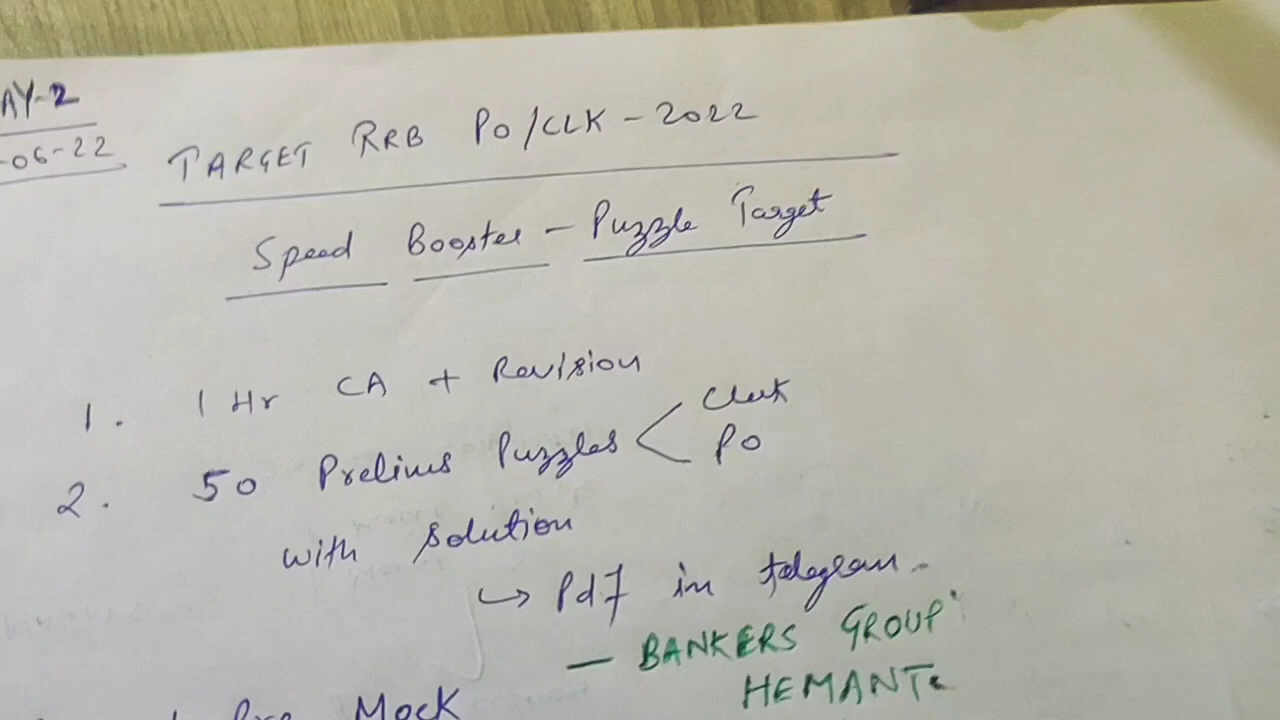 AY-2
-06-22
TARGET RRB PO/CLK - 2022
Speed Booster - Puzzle Target
1. 1 Hr CA + Revision
2. 50 Prelims Puzzles < Clerk
PO
with solution
↪ Pdf in telegram.
- BANKERS GROUP
HEMANT.
Mock